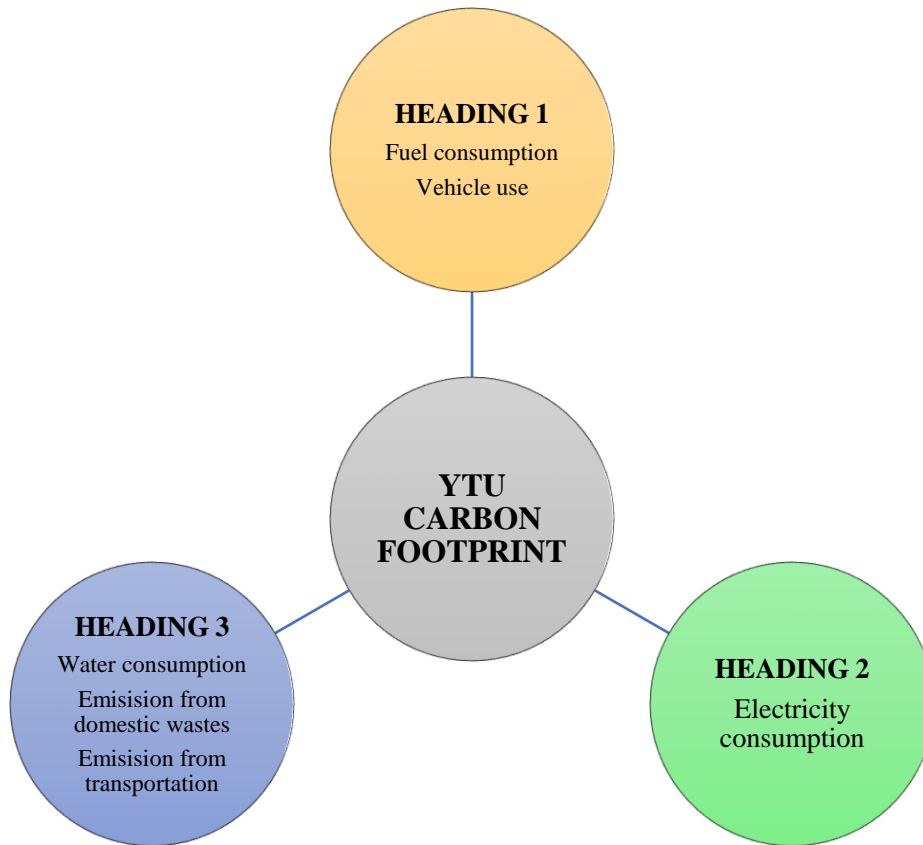 HEADING 1
Fuel consumption
Vehicle use
YTU
CARBON
FOOTPRINT
HEADING 3
Water consumption
Emisision from
domestic wastes
Emisision from
transportation
HEADING 2
Electricity
consumption